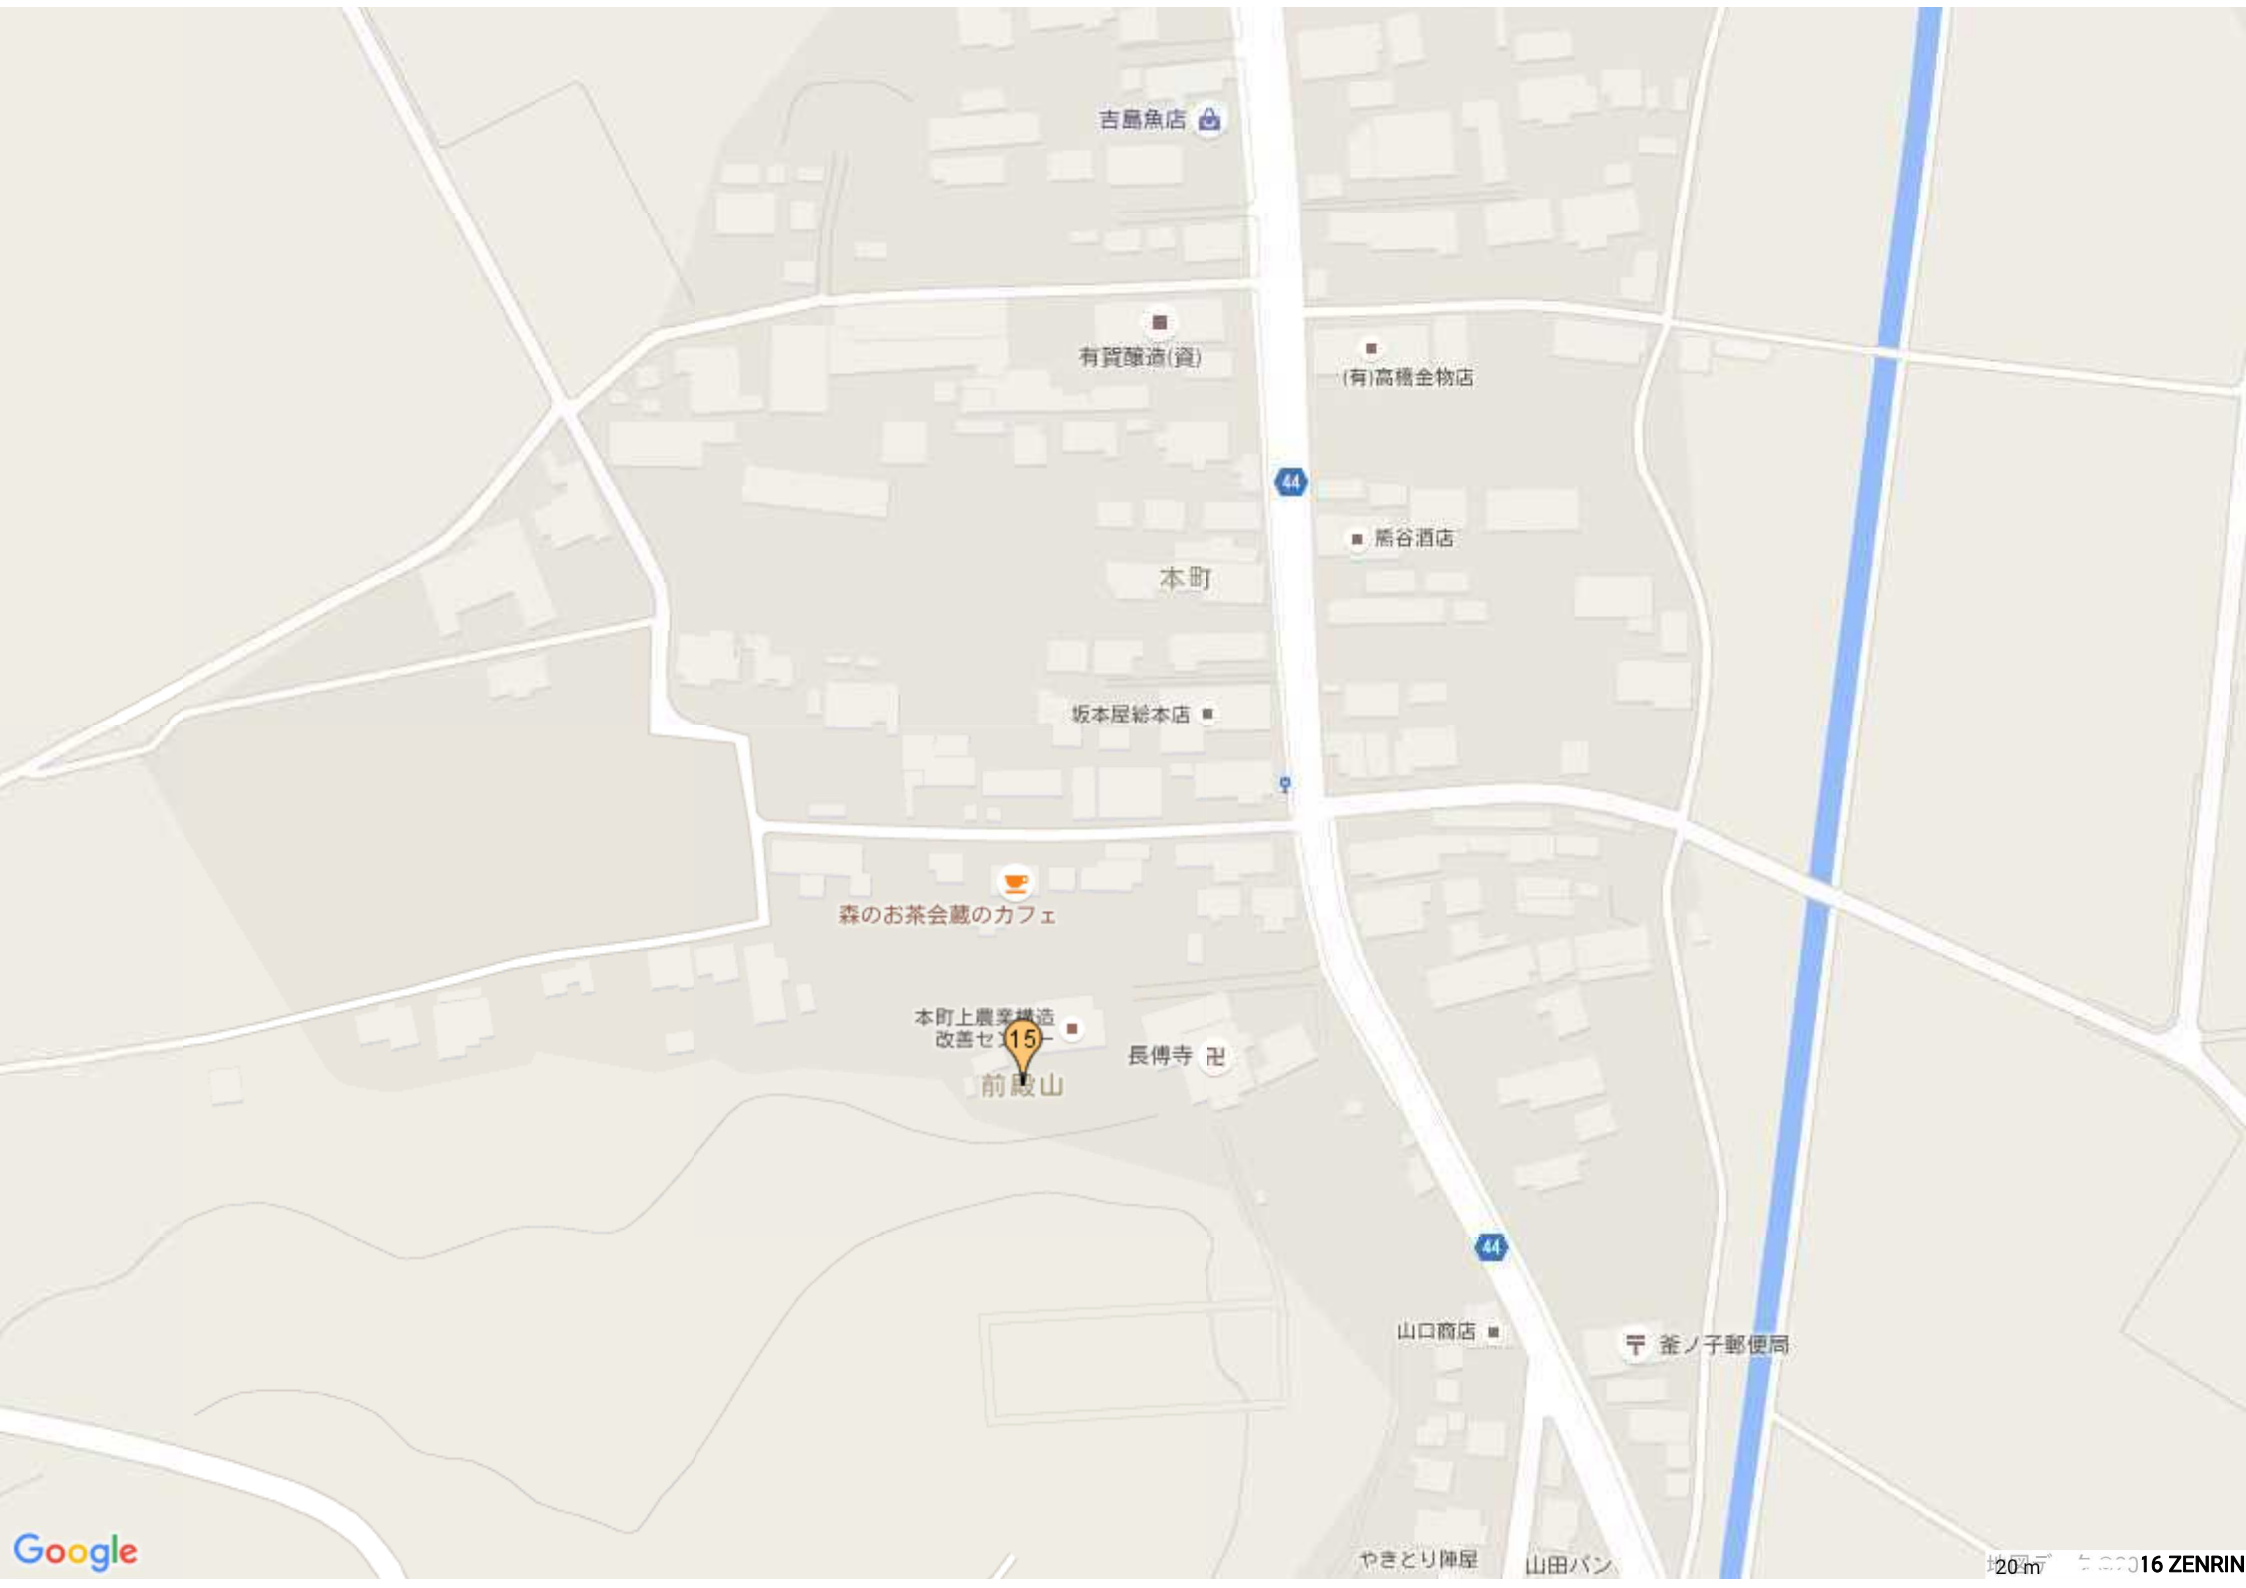 吉島魚店
有賀醸造(資)
(有)高橋金物店
44
熊谷酒店
本町
坂本屋総本店
森のお茶会蔵のカフェ
本町上農業構造
改善センター
15
長傳寺
前殿山
44
山口商店
釜ノ子郵便局
やきとり陣屋
山田パン
Google
20 m
016 ZENRIN